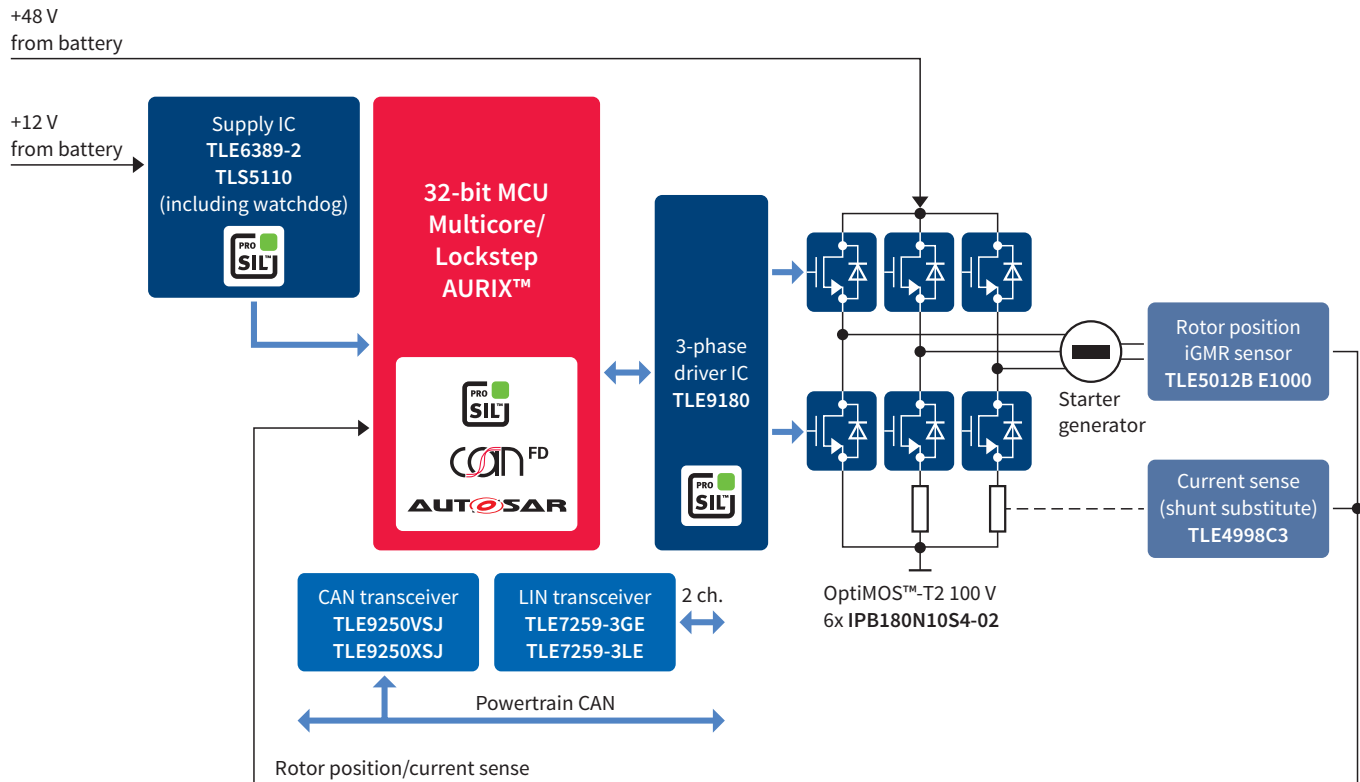 +48 V
from battery
+12 V
from battery
Supply IC
TLE6389-2
TLS5110
(including watchdog)
PRO
SIL™
32-bit MCU
Multicore/
Lockstep
AURIX™
PRO
SIL™
CAN FD
AUTOSAR
3-phase
driver IC
TLE9180
PRO
SIL™
Starter
generator
Rotor position
iGMR sensor
TLE5012B E1000
Current sense
(shunt substitute)
TLE4998C3
OptiMOS™-T2 100 V
6x IPB180N10S4-02
CAN transceiver
TLE9250VSJ
TLE9250XSJ
LIN transceiver
TLE7259-3GE
TLE7259-3LE
2 ch.
Powertrain CAN
Rotor position/current sense